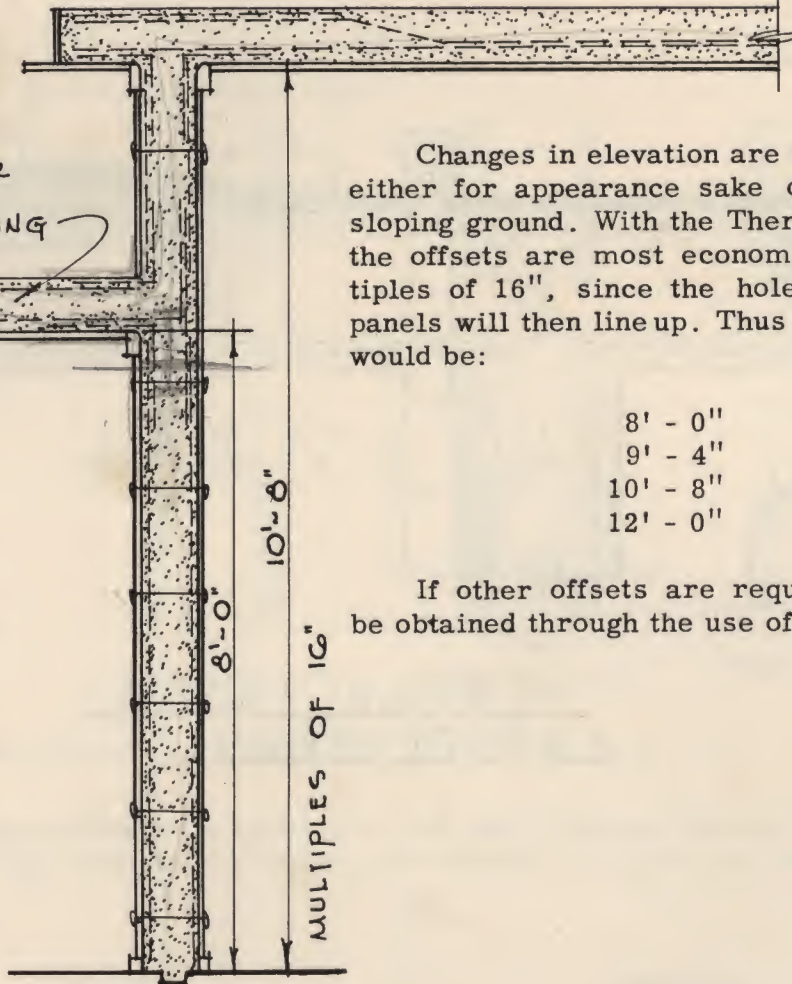 Changes in elevation are
either for appearance sake
sloping ground. With the Ther
the offsets are most econom
tiples of 16", since the hole
panels will then line up. Thus
would be:
8' - 0"
9' - 4"
10' - 8"
12' - 0"
If other offsets are requ
be obtained through the use of
ING
8'-0"
10'-8"
MULTIPLES OF 16"